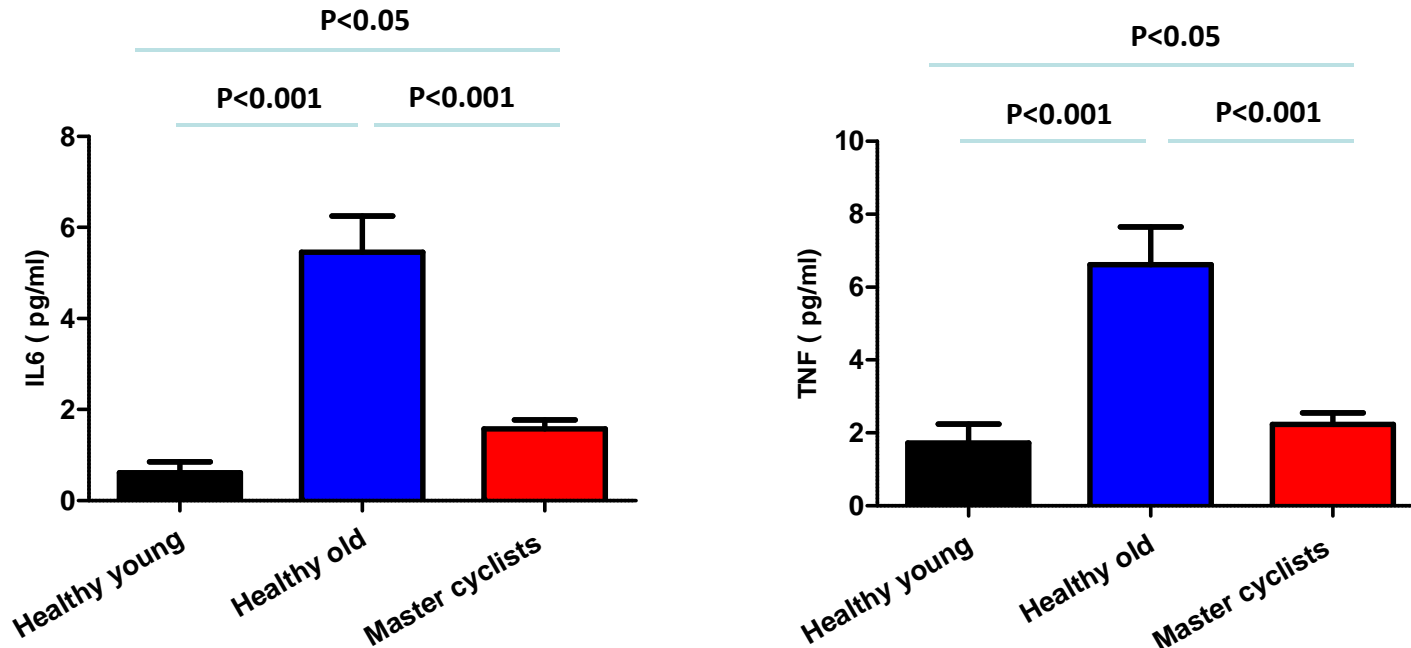 P<0.05
P<0.001 P<0.001
8
6
4
2
0
IL6 ( pg/ml)
Healthy young
Healthy old
Master cyclists
P<0.05
P<0.001 P<0.001
10
8
6
4
2
0
TNF ( pg/ml)
Healthy young
Healthy old
Master cyclists